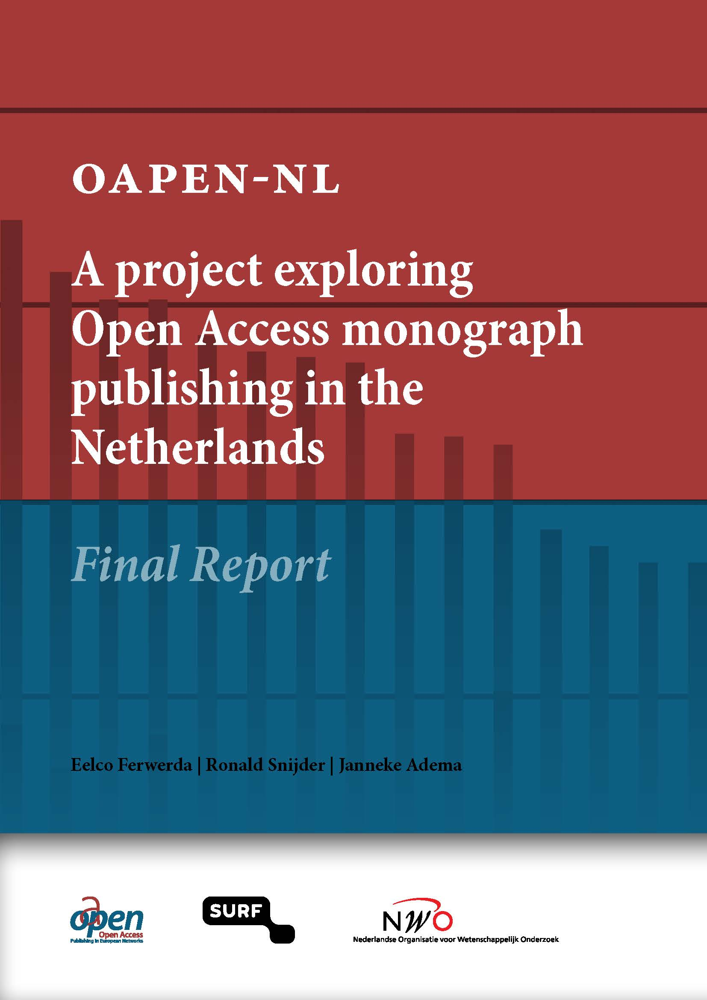 OAPEN-NL
A project exploring
Open Access monograph
publishing in the
Netherlands
Final Report
Eelco Ferwerda | Ronald Snijder | Janneke Adema
oapen
Open Access
Publishing in European Networks
SURF
NWO
Nederlandse Organisatie voor Wetenschappelijk Onderzoek